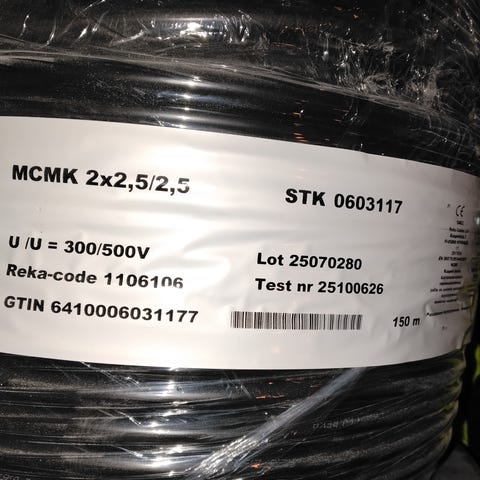 MCMK 2x2,5/2,5
STK 0603117
U /U = 300/500V
Lot 25070280
Reka-code 1106106
Test nr 25100626
GTIN 6410006031177
150 m
CE